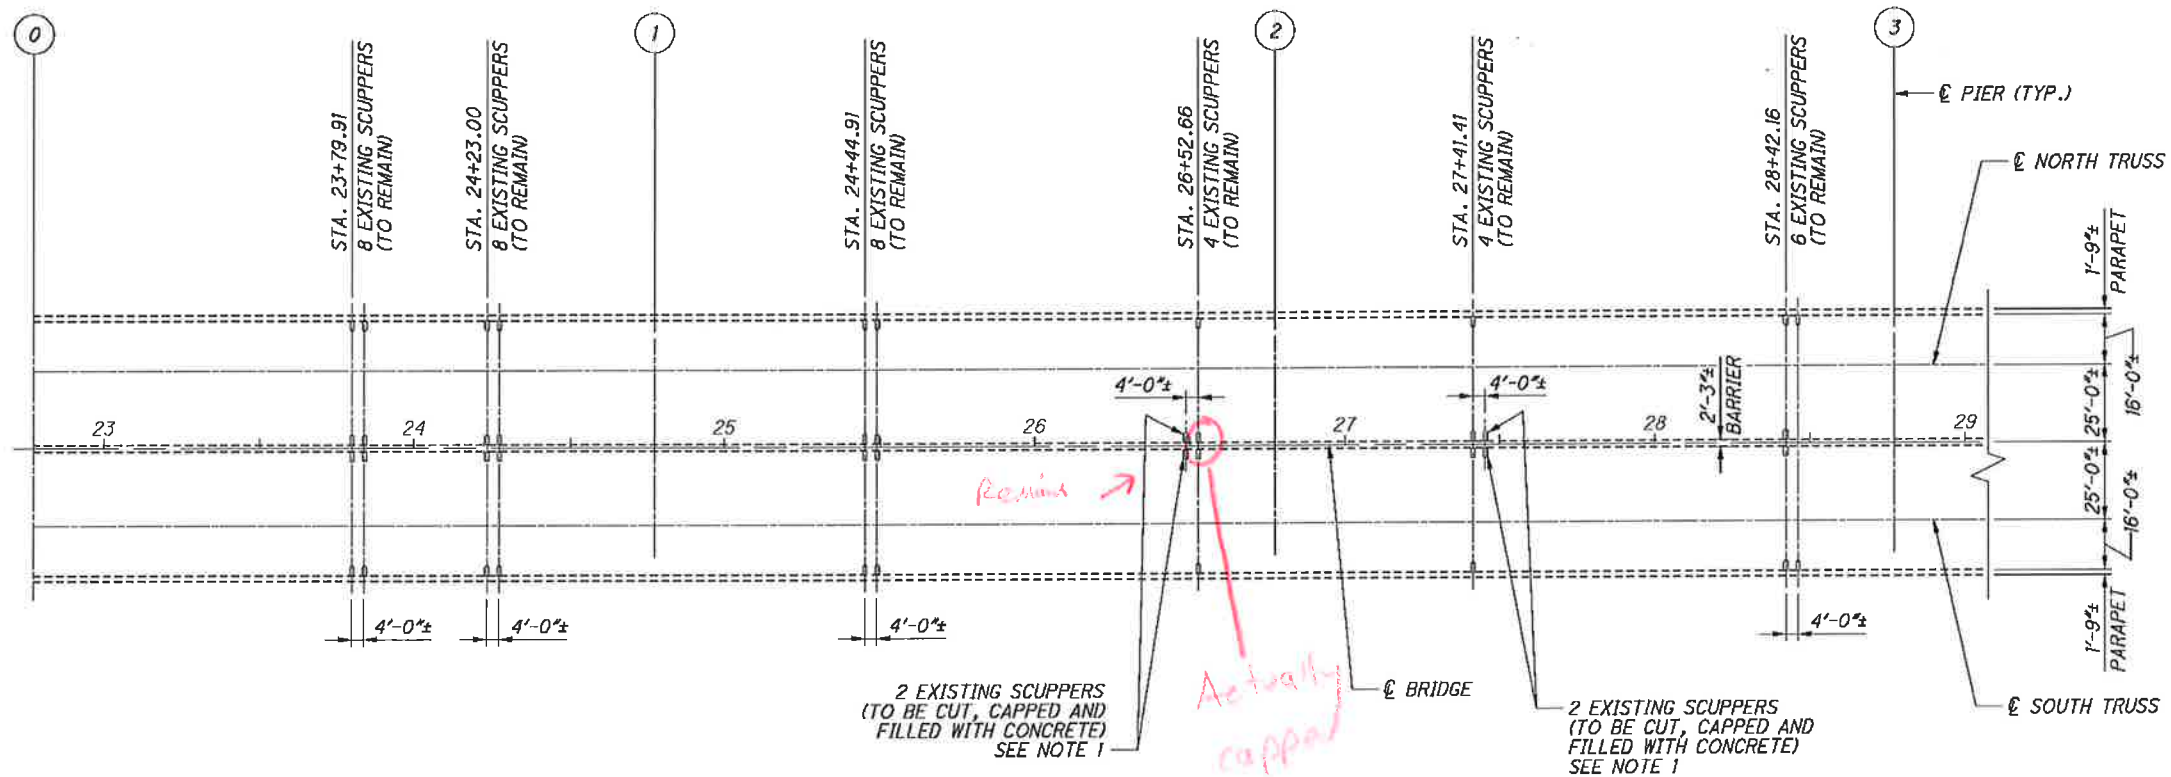 0
1
2
3
STA. 23+79.91
8 EXISTING SCUPPERS
(TO REMAIN)
STA. 24+23.00
8 EXISTING SCUPPERS
(TO REMAIN)
STA. 24+44.91
8 EXISTING SCUPPERS
(TO REMAIN)
STA. 26+52.66
4 EXISTING SCUPPERS
(TO REMAIN)
STA. 27+41.41
4 EXISTING SCUPPERS
(TO REMAIN)
STA. 28+42.16
6 EXISTING SCUPPERS
(TO REMAIN)
℄ PIER (TYP.)
℄ NORTH TRUSS
1'-9"±
PARAPET
16'-0"±
25'-0"±
25'-0"±
16'-0"±
1'-9"±
PARAPET
4'-0"±
4'-0"±
2'-3"±
BARRIER
23
24
25
26
27
28
29
Remains
4'-0"±
4'-0"±
4'-0"±
4'-0"±
2 EXISTING SCUPPERS
(TO BE CUT, CAPPED AND
FILLED WITH CONCRETE)
SEE NOTE 1
Actually
capped
℄ BRIDGE
2 EXISTING SCUPPERS
(TO BE CUT, CAPPED AND
FILLED WITH CONCRETE)
SEE NOTE 1
℄ SOUTH TRUSS